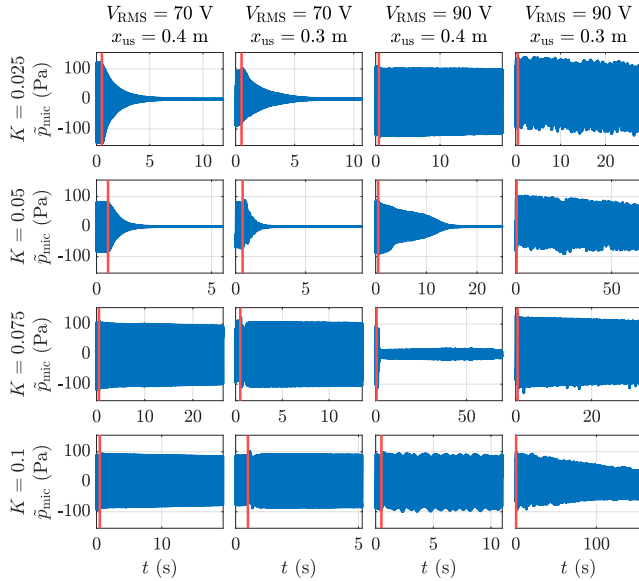 V_RMS = 70 V V_RMS = 70 V V_RMS = 90 V V_RMS = 90 V
x_us = 0.4 m x_us = 0.3 m x_us = 0.4 m x_us = 0.3 m
K = 0.025
p̃_mic (Pa)
100
0
-100
0 5 10 0 5 10 0 10 0 10 20
K = 0.05
p̃_mic (Pa)
100
0
-100
0 5 0 5 0 10 20 0 50
K = 0.075
p̃_mic (Pa)
100
0
-100
0 10 20 0 5 10 0 50 0 20
K = 0.1
p̃_mic (Pa)
100
0
-100
0 10 20 0 5 0 5 10 0 100
t (s) t (s) t (s) t (s)